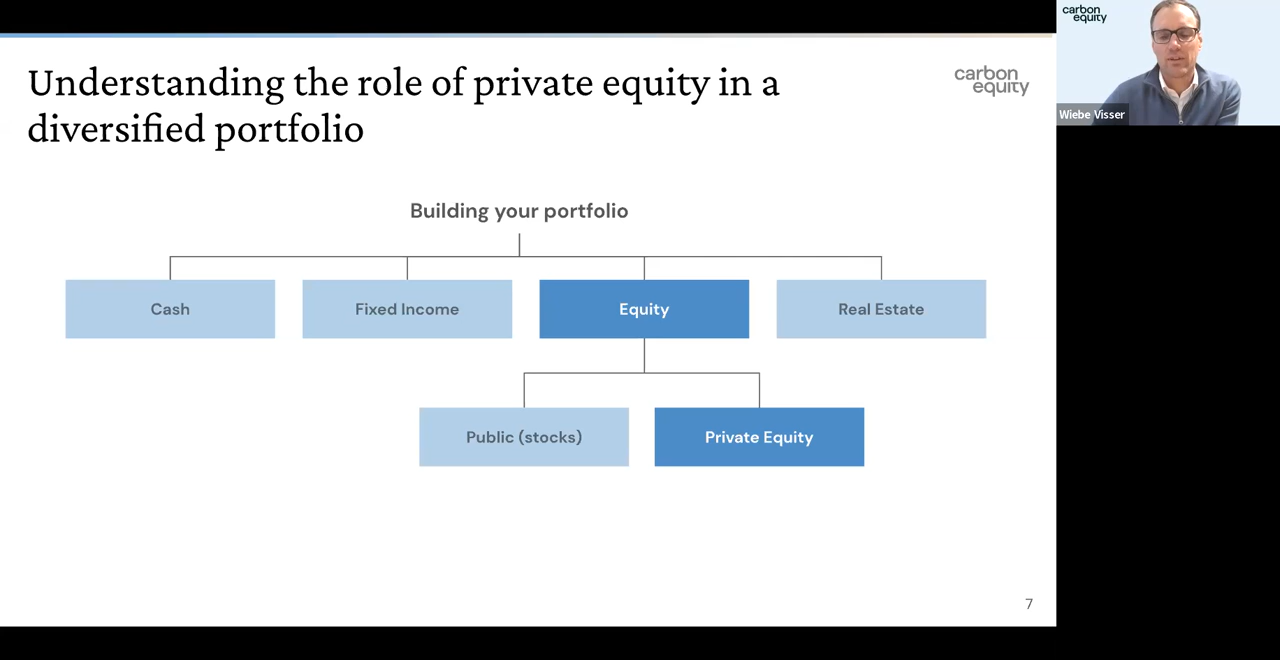 Understanding the role of private equity in a
diversified portfolio
carbon
equity
Building your portfolio
Cash
Fixed Income
Equity
Real Estate
Public (stocks)
Private Equity
7
carbon
equity
Wiebe Visser